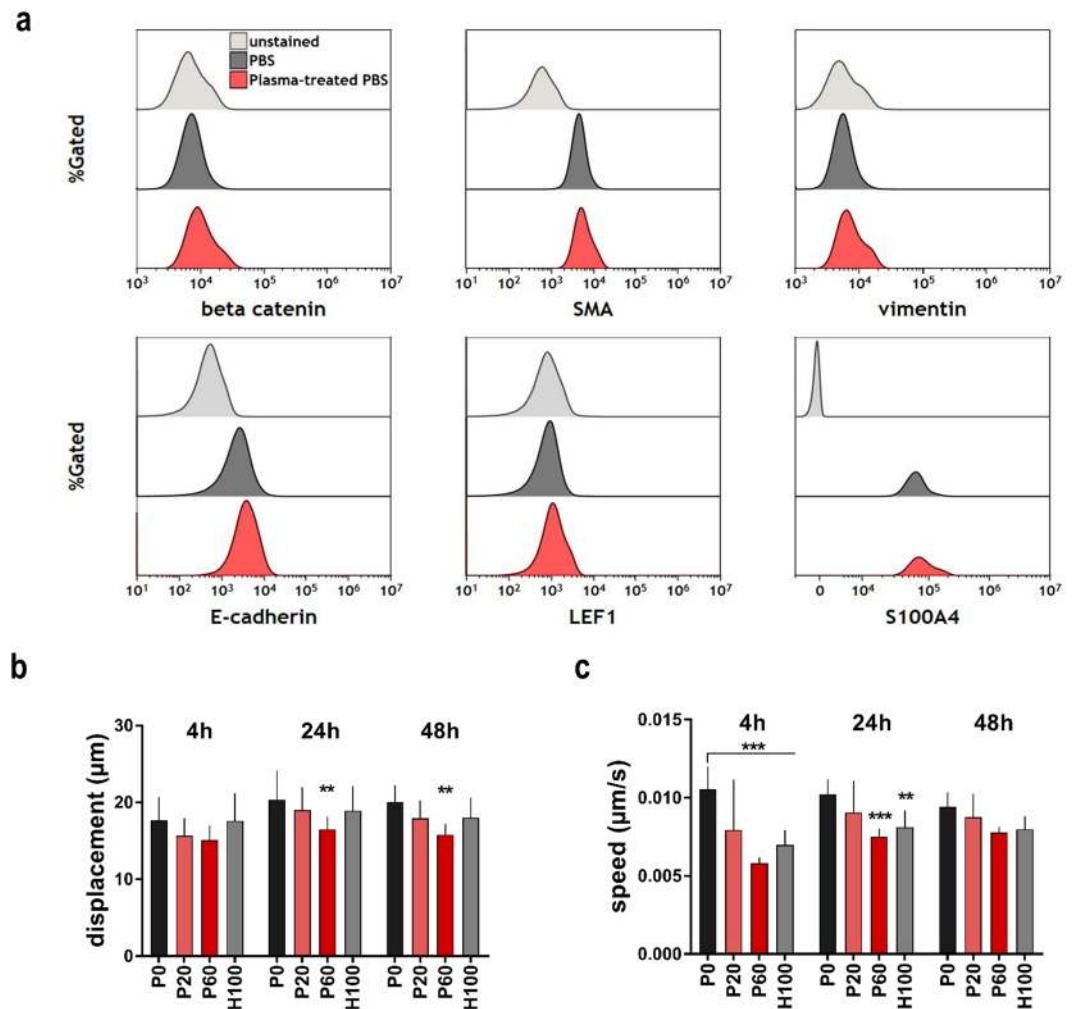 a
unstained
PBS
Plasma-treated PBS
%Gated
10³ 10⁴ 10⁵ 10⁶ 10⁷
beta catenin
10¹ 10² 10³ 10⁴ 10⁵ 10⁶ 10⁷
SMA
10³ 10⁴ 10⁵ 10⁶ 10⁷
vimentin
%Gated
10¹ 10² 10³ 10⁴ 10⁵ 10⁶ 10⁷
E-cadherin
10¹ 10² 10³ 10⁴ 10⁵ 10⁶ 10⁷
LEF1
0 10⁴ 10⁵ 10⁶ 10⁷
S100A4
b
displacement (µm)
30
20
10
0
4h 24h 48h
** **
P0 P20 P60 H100 P0 P20 P60 H100 P0 P20 P60 H100
c
speed (µm/s)
0.015
0.010
0.005
0.000
4h 24h 48h
***
*** **
P0 P20 P60 H100 P0 P20 P60 H100 P0 P20 P60 H100